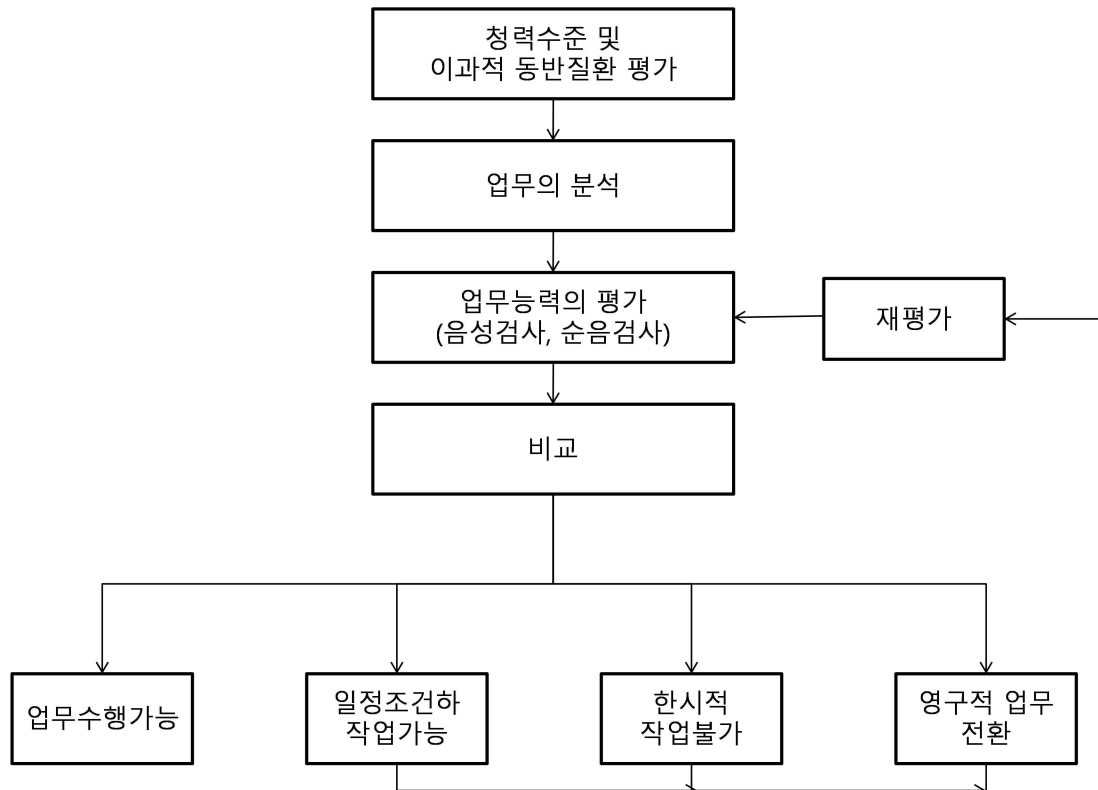 청력수준 및
이과적 동반질환 평가
업무의 분석
업무능력의 평가
(음성검사, 순음검사)
재평가
비교
업무수행가능
일정조건하
작업가능
한시적
작업불가
영구적 업무
전환